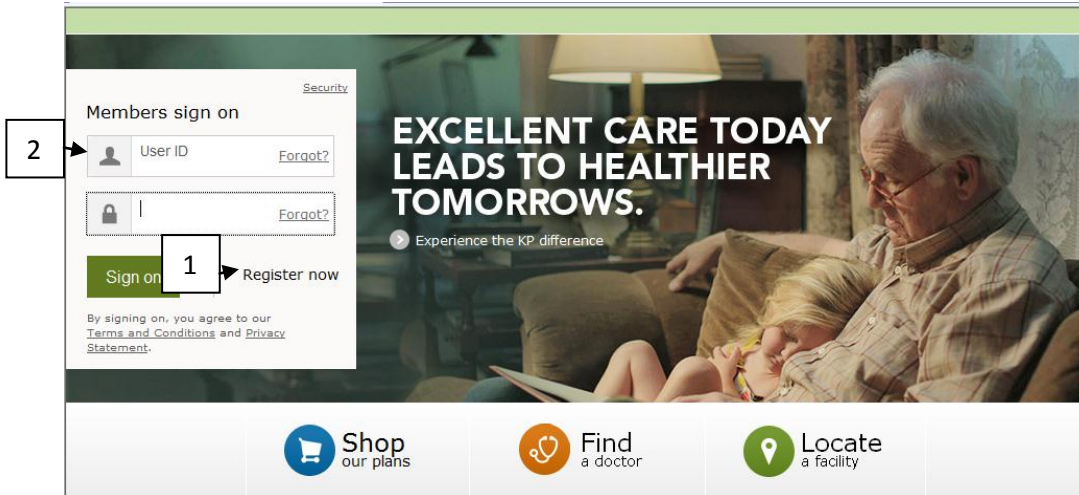 Security
Members sign on
2
User ID
Forgot?
Forgot?
1
Sign on
Register now
By signing on, you agree to our
Terms and Conditions and Privacy
Statement.
EXCELLENT CARE TODAY
LEADS TO HEALTHIER
TOMORROWS.
Experience the KP difference
Shop
our plans
Find
a doctor
Locate
a facility